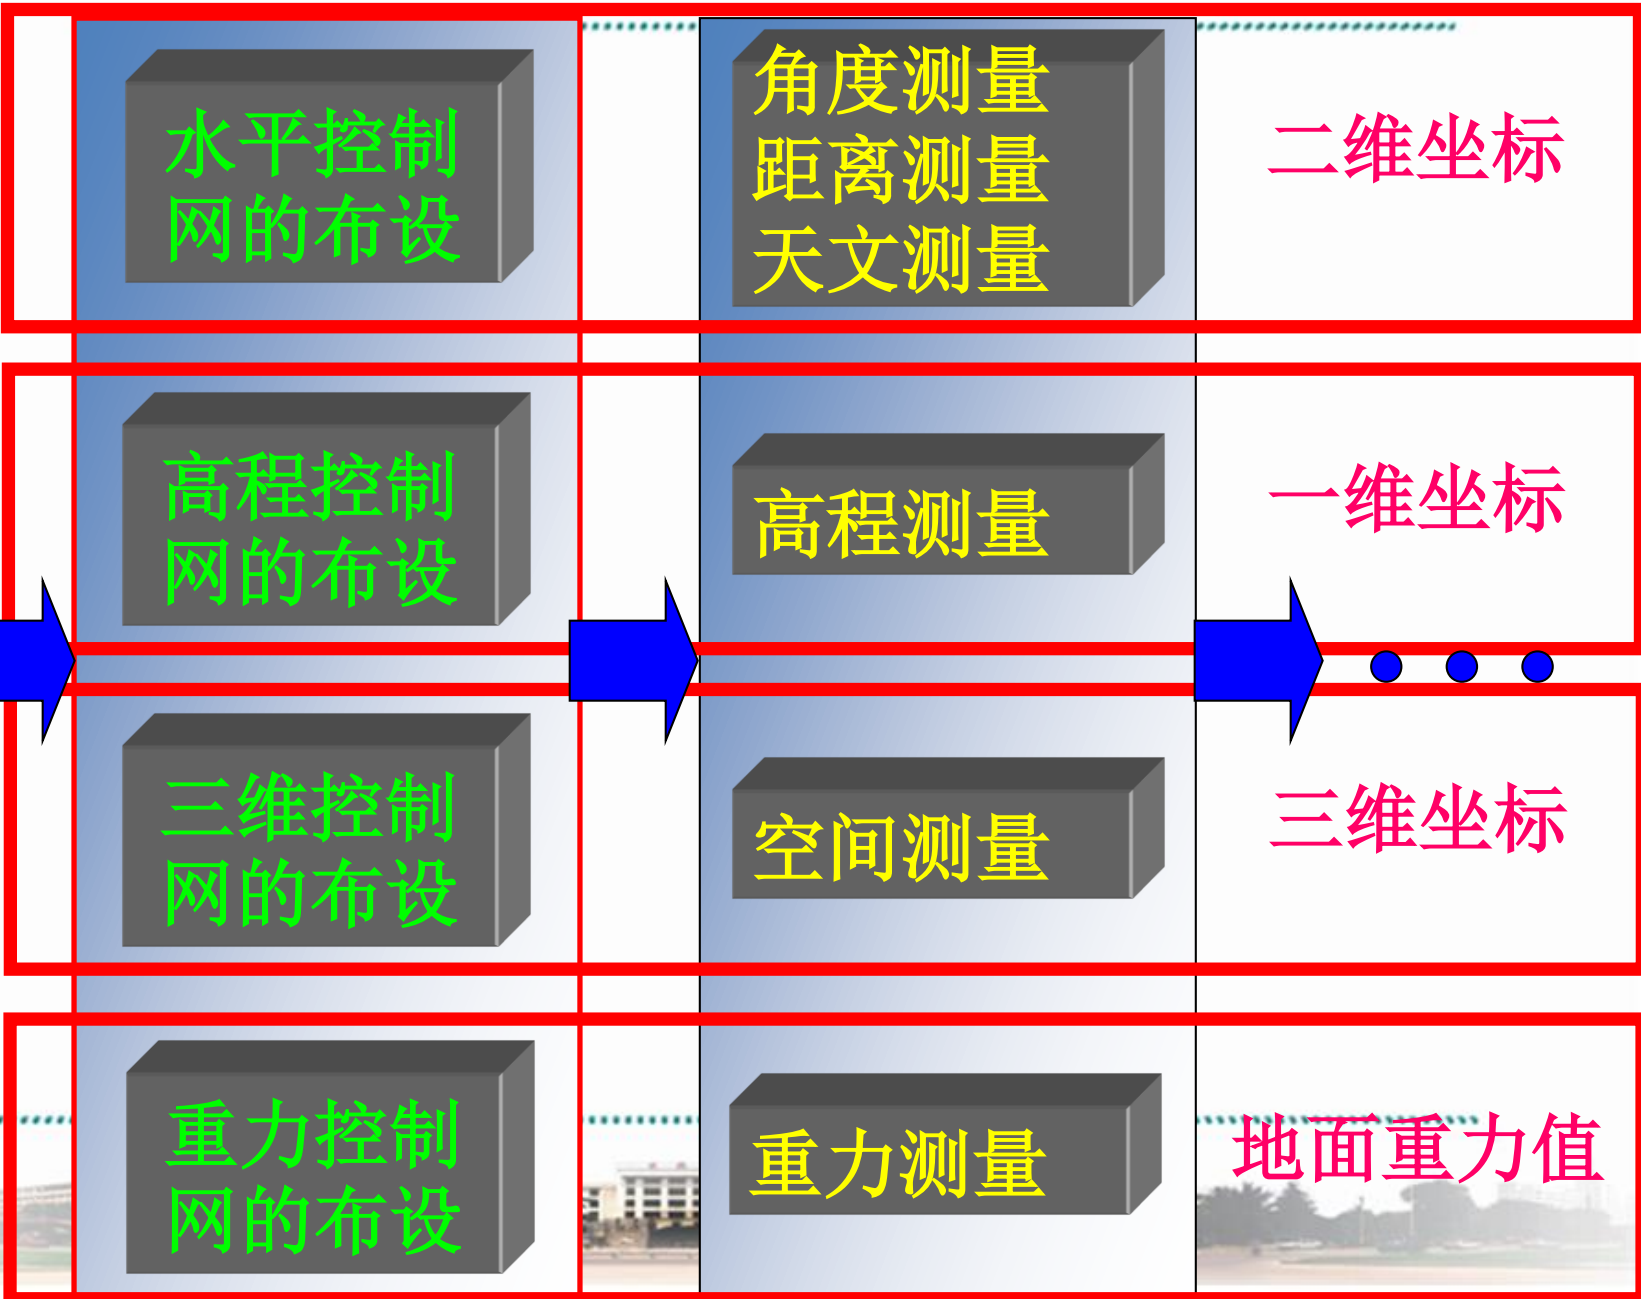 水平控制
网的布设
角度测量
距离测量
天文测量
二维坐标
高程控制
网的布设
高程测量
一维坐标
三维控制
网的布设
空间测量
三维坐标
重力控制
网的布设
重力测量
地面重力值